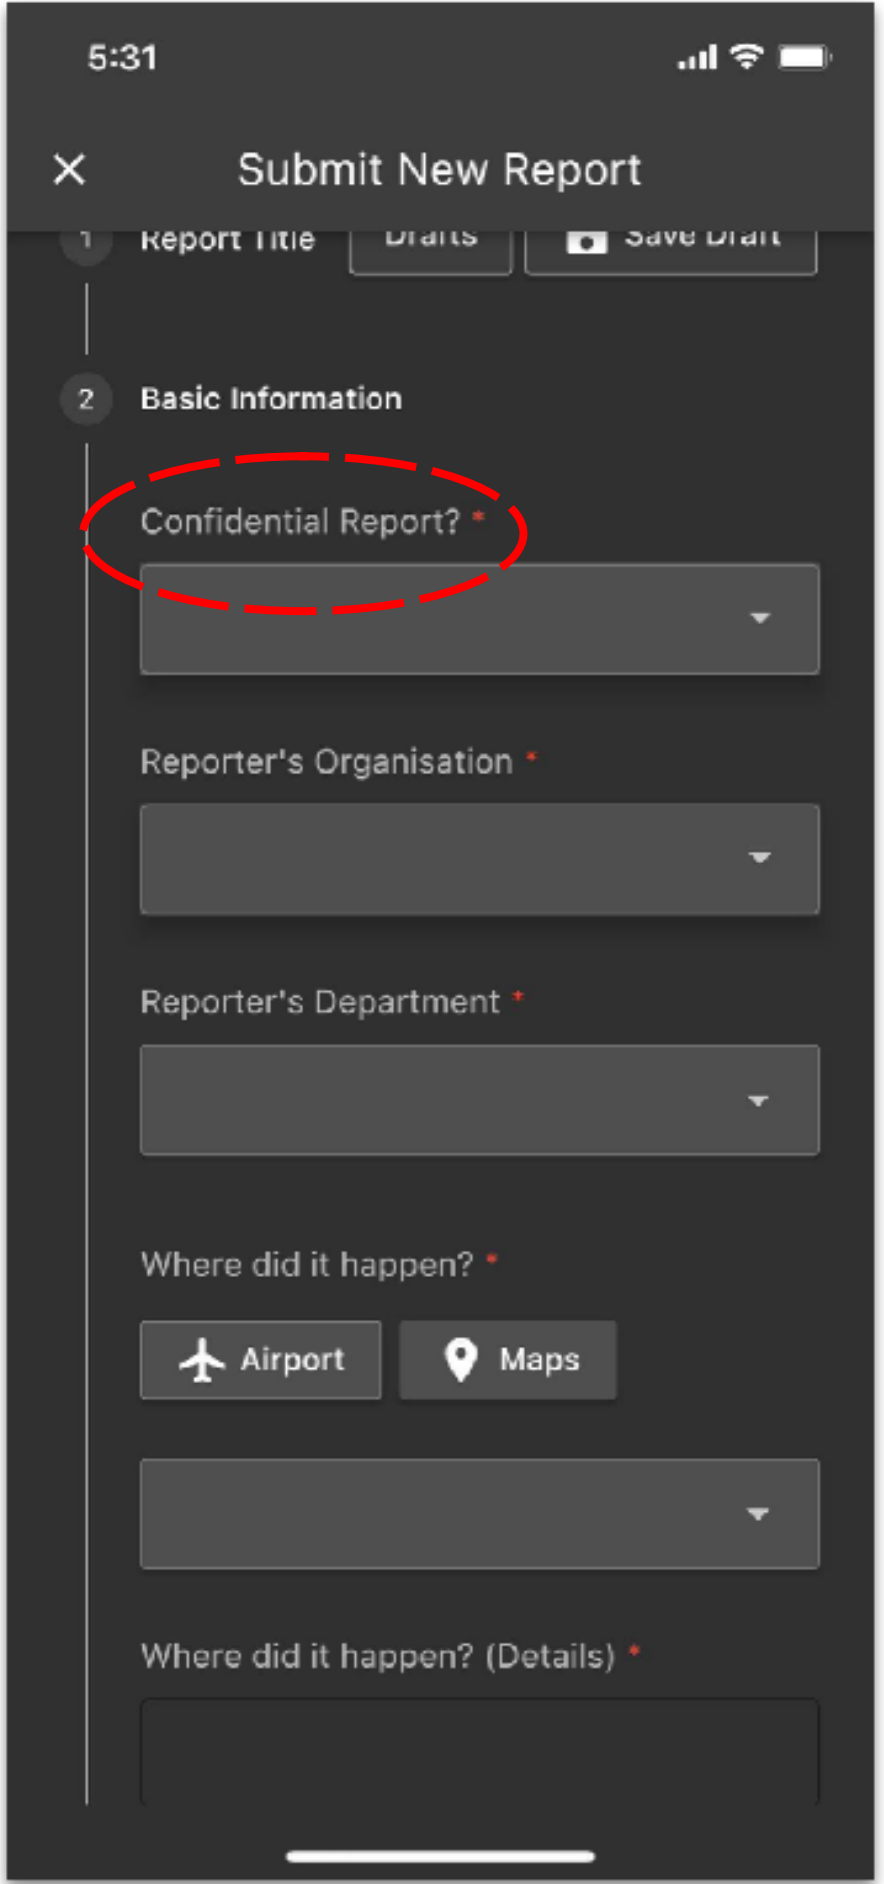 5:31
Submit New Report
1 Report Title Drafts Save Draft
2 Basic Information
Confidential Report? *
Reporter's Organisation *
Reporter's Department *
Where did it happen? *
Airport Maps
Where did it happen? (Details) *